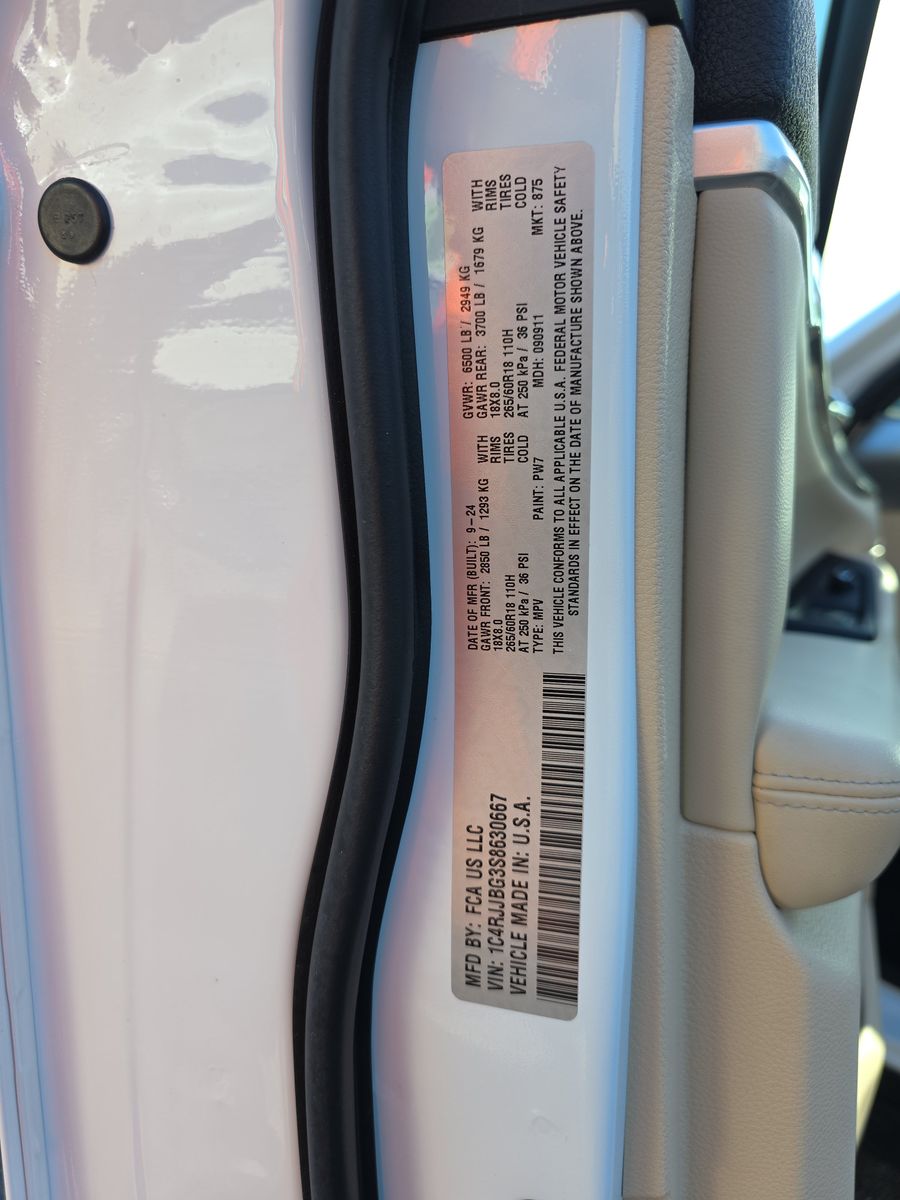 MFD BY: FCA US LLC
VIN: 1C4RJJBG3S8630667
VEHICLE MADE IN: U.S.A.
DATE OF MFR (BUILT): 9-24 GVWR: 6500 LB / 2949 KG
GAWR FRONT: 2850 LB / 1293 KG WITH GAWR REAR: 3700 LB / 1679 KG WITH
18X8.0 RIMS 18X8.0 RIMS
265/60R18 110H TIRES 265/60R18 110H TIRES
AT 250 kPa / 36 PSI COLD AT 250 kPa / 36 PSI COLD
TYPE: MPV PAINT: PW7 MDH: 090911 MKT: 875
THIS VEHICLE CONFORMS TO ALL APPLICABLE U.S.A. FEDERAL MOTOR VEHICLE SAFETY
STANDARDS IN EFFECT ON THE DATE OF MANUFACTURE SHOWN ABOVE.